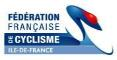 FÉDÉRATION
FRANÇAISE
DE CYCLISME
ILE-DE-FRANCE